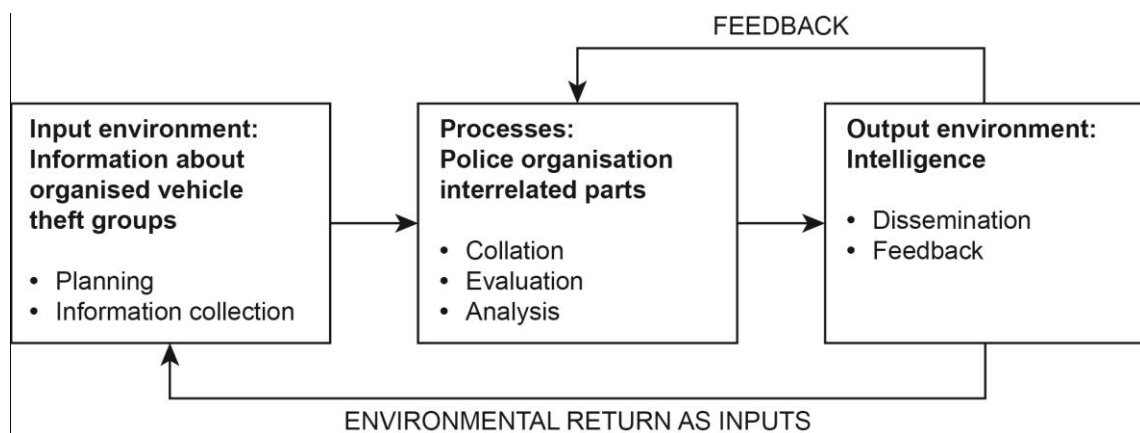 FEEDBACK
Input environment:
Information about
organised vehicle
theft groups
• Planning
• Information collection
Processes:
Police organisation
interrelated parts
• Collation
• Evaluation
• Analysis
Output environment:
Intelligence
• Dissemination
• Feedback
ENVIRONMENTAL RETURN AS INPUTS